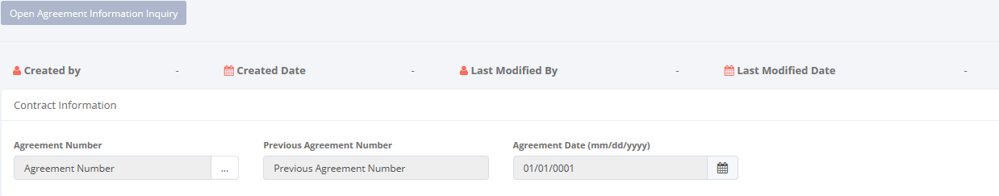 Open Agreement Information Inquiry
Created by - Created Date - Last Modified By - Last Modified Date -
Contract Information
Agreement Number Previous Agreement Number Agreement Date (mm/dd/yyyy)
Agreement Number ... Previous Agreement Number 01/01/0001